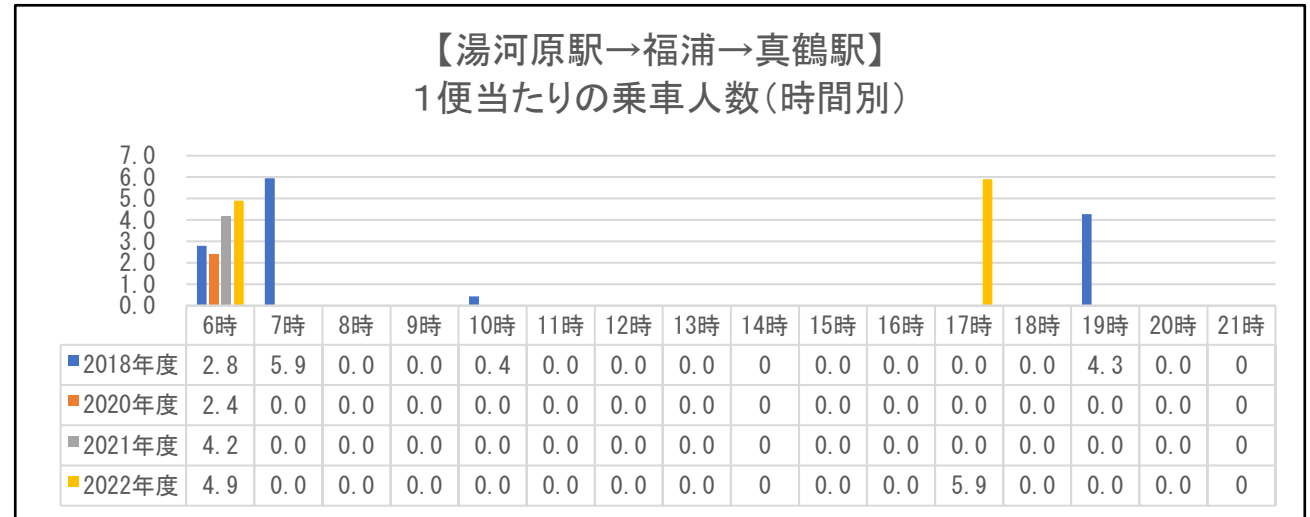 【湯河原駅→福浦→真鶴駅】
１便当たりの乗車人数（時間別）
7.0
6.0
5.0
4.0
3.0
2.0
1.0
0.0
6時 7時 8時 9時 10時 11時 12時 13時 14時 15時 16時 17時 18時 19時 20時 21時
2018年度 2.8 5.9 0.0 0.0 0.4 0.0 0.0 0.0 0 0.0 0.0 0.0 0.0 4.3 0.0 0
2020年度 2.4 0.0 0.0 0.0 0.0 0.0 0.0 0.0 0 0.0 0.0 0.0 0.0 0.0 0.0 0
2021年度 4.2 0.0 0.0 0.0 0.0 0.0 0.0 0.0 0 0.0 0.0 0.0 0.0 0.0 0.0 0
2022年度 4.9 0.0 0.0 0.0 0.0 0.0 0.0 0.0 0 0.0 0.0 5.9 0.0 0.0 0.0 0